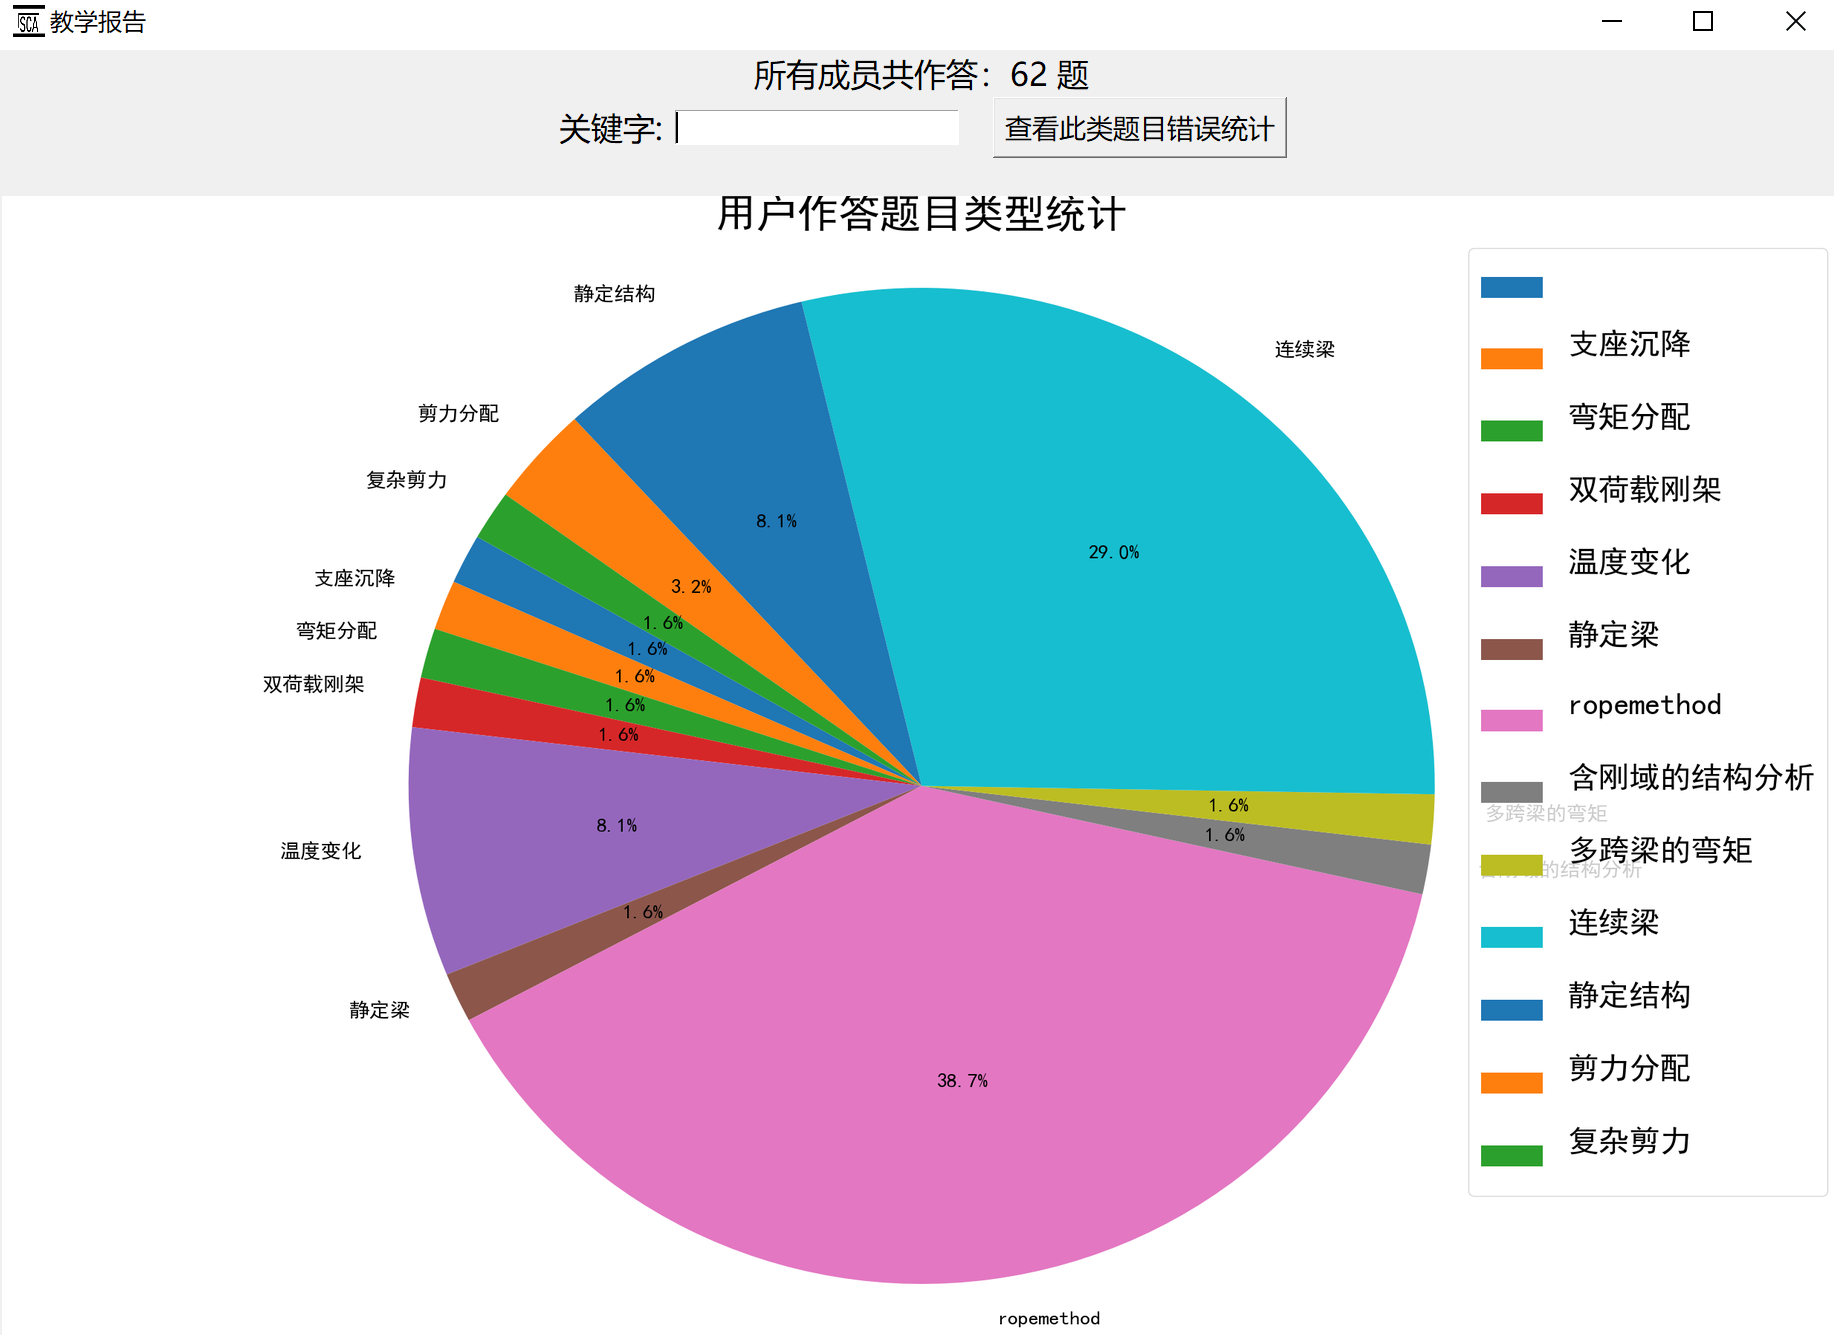 SCA 教学报告
所有成员共作答：62 题
关键字:
查看此类题目错误统计
用户作答题目类型统计
静定结构
连续梁
剪力分配
复杂剪力
支座沉降
弯矩分配
双荷载刚架
温度变化
静定梁
ropemethod
8.1%
29.0%
3.2%
1.6%
1.6%
1.6%
1.6%
1.6%
8.1%
1.6%
38.7%
1.6%
1.6%
支座沉降
弯矩分配
双荷载刚架
温度变化
静定梁
ropemethod
含刚域的结构分析
多跨梁的弯矩
多跨梁的弯矩
的结构分析
连续梁
静定结构
剪力分配
复杂剪力